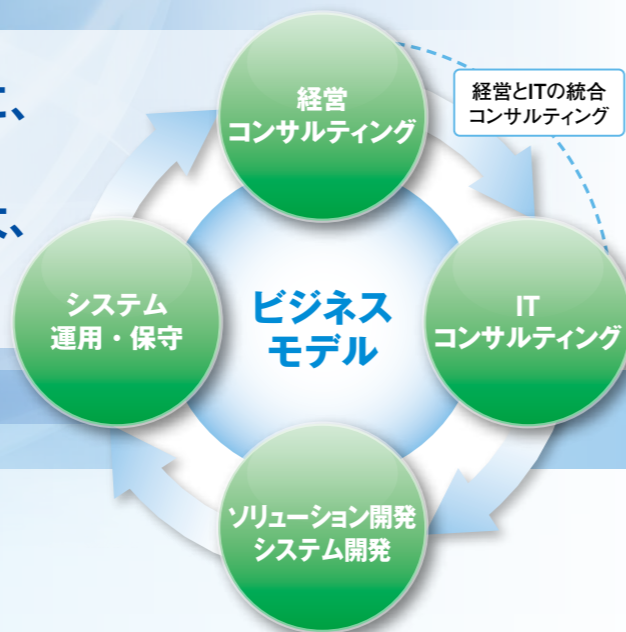 経営
コンサルティング
経営とITの統合
コンサルティング
IT
コンサルティング
ソリューション開発
システム開発
システム
運用・保守
ビジネス
モデル